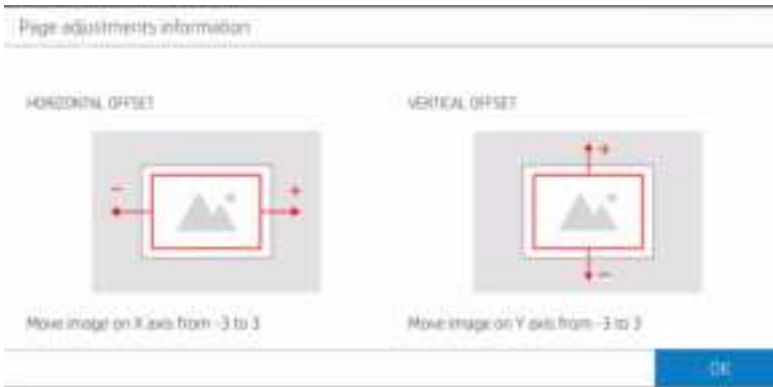 Page adjustments information
HORIZONTAL OFFSET
VERTICAL OFFSET
- +
+
-
Move image on X axis from -3 to 3
Move image on Y axis from -3 to 3
OK